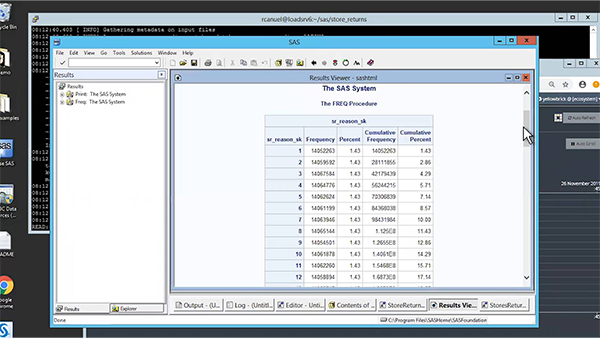 rcanuel@loadsrv6:~/sas/store_returns
08:12:40.403 [ INFO] Gathering metadata on input files
SAS
File Edit View Go Tools Solutions Window Help
Results
Results Viewer - sashtml
Results
Print: The SAS System
Freq: The SAS System
The SAS System
The FREQ Procedure
sr_reason_sk
sr_reason_sk Frequency Percent Cumulative Frequency Cumulative Percent
1 14052263 1.43 14052263 1.43
2 14059592 1.43 28111855 2.86
3 14067584 1.43 42179439 4.29
4 14064776 1.43 56244215 5.71
5 14062624 1.43 70306839 7.14
6 14061199 1.43 84368038 8.57
7 14063946 1.43 98431984 10.00
8 14065144 1.43 1.125E8 11.43
9 14054501 1.43 1.2655E8 12.86
10 14061878 1.43 1.4061E8 14.29
11 14062260 1.43 1.5468E8 15.71
12 14058894 1.43 1.6873E8 17.14
Auto Refresh
26 November 201
Results
Explorer
Output - (U...
Log - (Untitl...
Editor - Unti...
Contents of ...
StoreReturn...
Results Vie...
StoresRetur...
Done
C:\Program Files\SASHome\SASFoundation